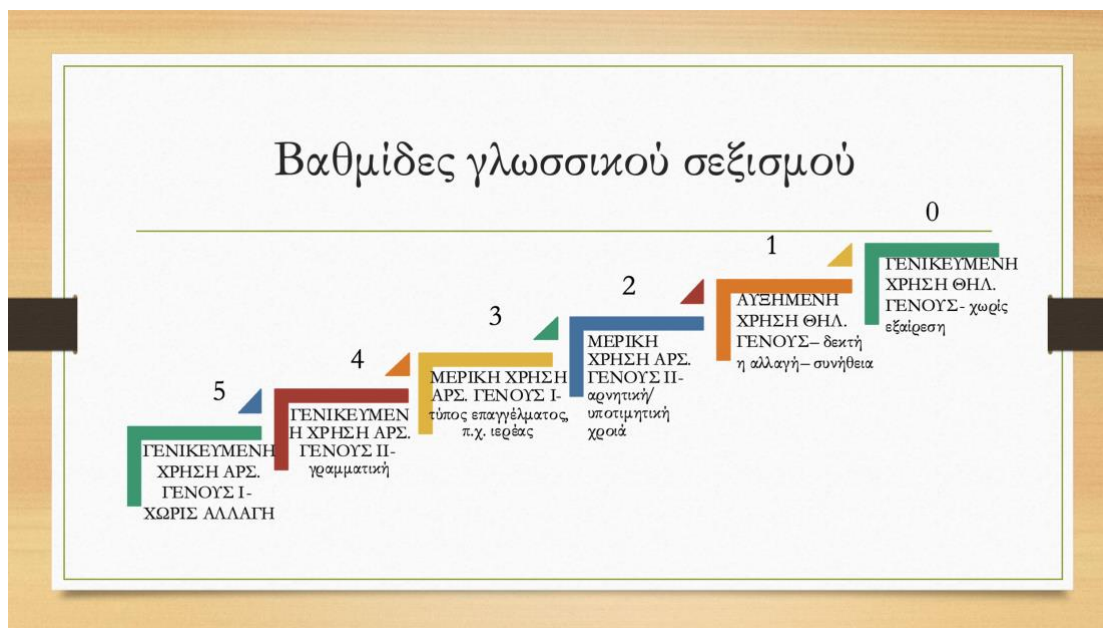 Βαθμίδες γλωσσικού σεξισμού
5
ΓΕΝΙΚΕΥΜΕΝΗ
ΧΡΗΣΗ ΑΡΣ.
ΓΕΝΟΥΣ Ι-
ΧΩΡΙΣ ΑΛΛΑΓΗ
4
ΓΕΝΙΚΕΥΜΕΝ
Η ΧΡΗΣΗ ΑΡΣ.
ΓΕΝΟΥΣ ΙΙ-
γραμματική
3
ΜΕΡΙΚΗ ΧΡΗΣΗ
ΑΡΣ. ΓΕΝΟΥΣ Ι-
τύπος επαγγέλματος,
π.χ. ιερέας
2
ΜΕΡΙΚΗ
ΧΡΗΣΗ ΑΡΣ.
ΓΕΝΟΥΣ ΙΙ-
αρνητική/
υποτιμητική
χροιά
1
ΑΥΞΗΜΕΝΗ
ΧΡΗΣΗ ΘΗΛ.
ΓΕΝΟΥΣ– δεκτή
η αλλαγή– συνήθεια
0
ΓΕΝΙΚΕΥΜΕΝΗ
ΧΡΗΣΗ ΘΗΛ.
ΓΕΝΟΥΣ- χωρίς
εξαίρεση